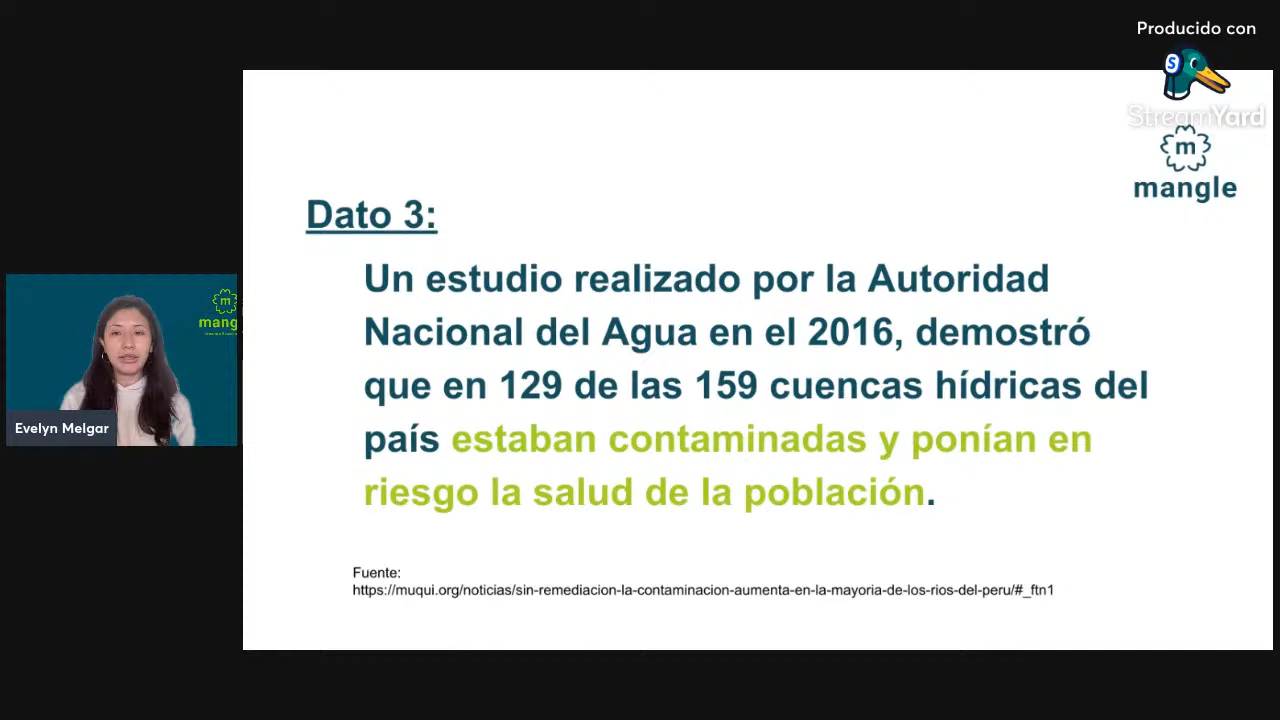 Producido con
StreamYard
m
mangle
Dato 3:
Un estudio realizado por la Autoridad
Nacional del Agua en el 2016, demostró
que en 129 de las 159 cuencas hídricas del
país estaban contaminadas y ponían en
riesgo la salud de la población.
m
mang
Evelyn Melgar
Fuente:
https://muqui.org/noticias/sin-remediacion-la-contaminacion-aumenta-en-la-mayoria-de-los-rios-del-peru/#_ftn1